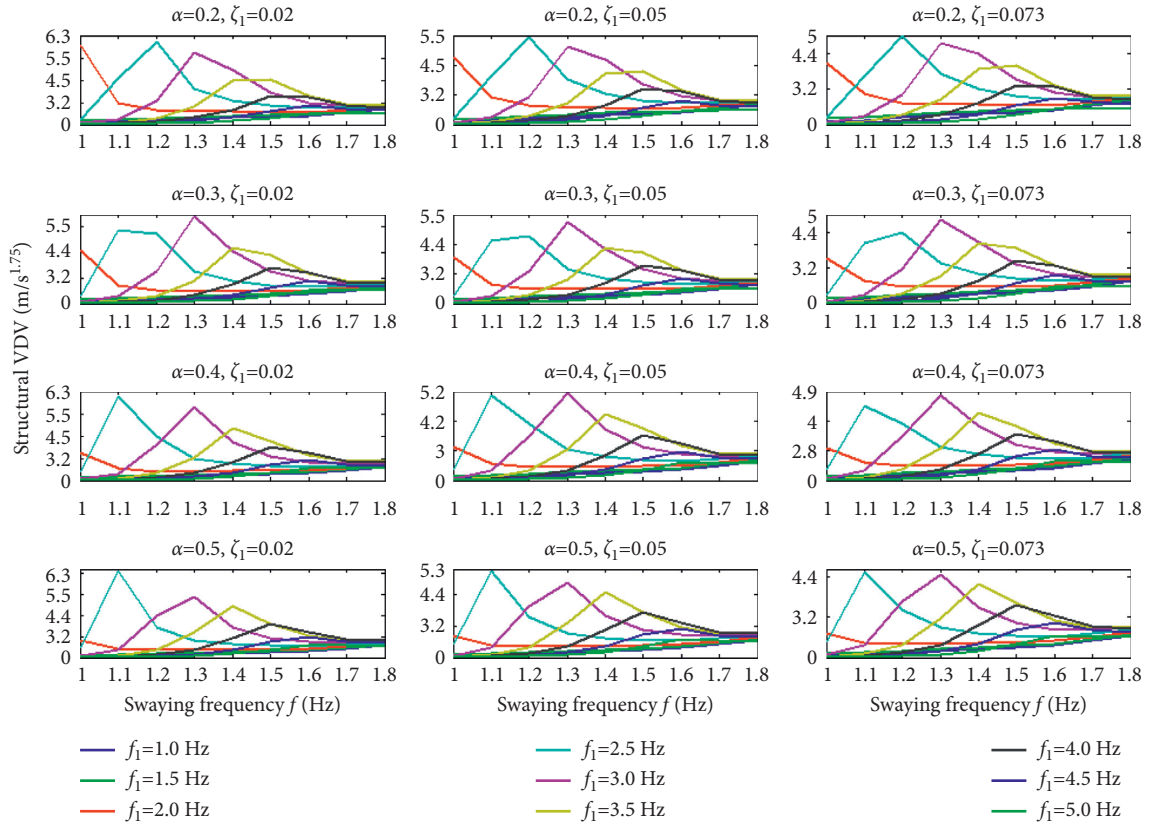 α=0.2, ζ1=0.02
α=0.2, ζ1=0.05
α=0.2, ζ1=0.073
6.3
5.5
4.5
3.2
0
1 1.1 1.2 1.3 1.4 1.5 1.6 1.7 1.8
5.5
4.5
3.2
0
1 1.1 1.2 1.3 1.4 1.5 1.6 1.7 1.8
5
4.4
3.2
0
1 1.1 1.2 1.3 1.4 1.5 1.6 1.7 1.8
α=0.3, ζ1=0.02
α=0.3, ζ1=0.05
α=0.3, ζ1=0.073
5.5
4.4
3.2
0
1 1.1 1.2 1.3 1.4 1.5 1.6 1.7 1.8
5.5
4.4
3.2
0
1 1.1 1.2 1.3 1.4 1.5 1.6 1.7 1.8
5
4.4
3.2
0
1 1.1 1.2 1.3 1.4 1.5 1.6 1.7 1.8
Structural VDV (m/s1.75)
α=0.4, ζ1=0.02
α=0.4, ζ1=0.05
α=0.4, ζ1=0.073
6.3
5.5
4.5
3.2
0
1 1.1 1.2 1.3 1.4 1.5 1.6 1.7 1.8
5.2
4.2
3
0
1 1.1 1.2 1.3 1.4 1.5 1.6 1.7 1.8
4.9
4.2
2.8
0
1 1.1 1.2 1.3 1.4 1.5 1.6 1.7 1.8
α=0.5, ζ1=0.02
α=0.5, ζ1=0.05
α=0.5, ζ1=0.073
6.3
5.5
4.4
3.2
0
1 1.1 1.2 1.3 1.4 1.5 1.6 1.7 1.8
5.3
4.4
3.2
0
1 1.1 1.2 1.3 1.4 1.5 1.6 1.7 1.8
4.4
3.2
0
1 1.1 1.2 1.3 1.4 1.5 1.6 1.7 1.8
Swaying frequency f (Hz)
Swaying frequency f (Hz)
Swaying frequency f (Hz)
f1=1.0 Hz
f1=1.5 Hz
f1=2.0 Hz
f1=2.5 Hz
f1=3.0 Hz
f1=3.5 Hz
f1=4.0 Hz
f1=4.5 Hz
f1=5.0 Hz